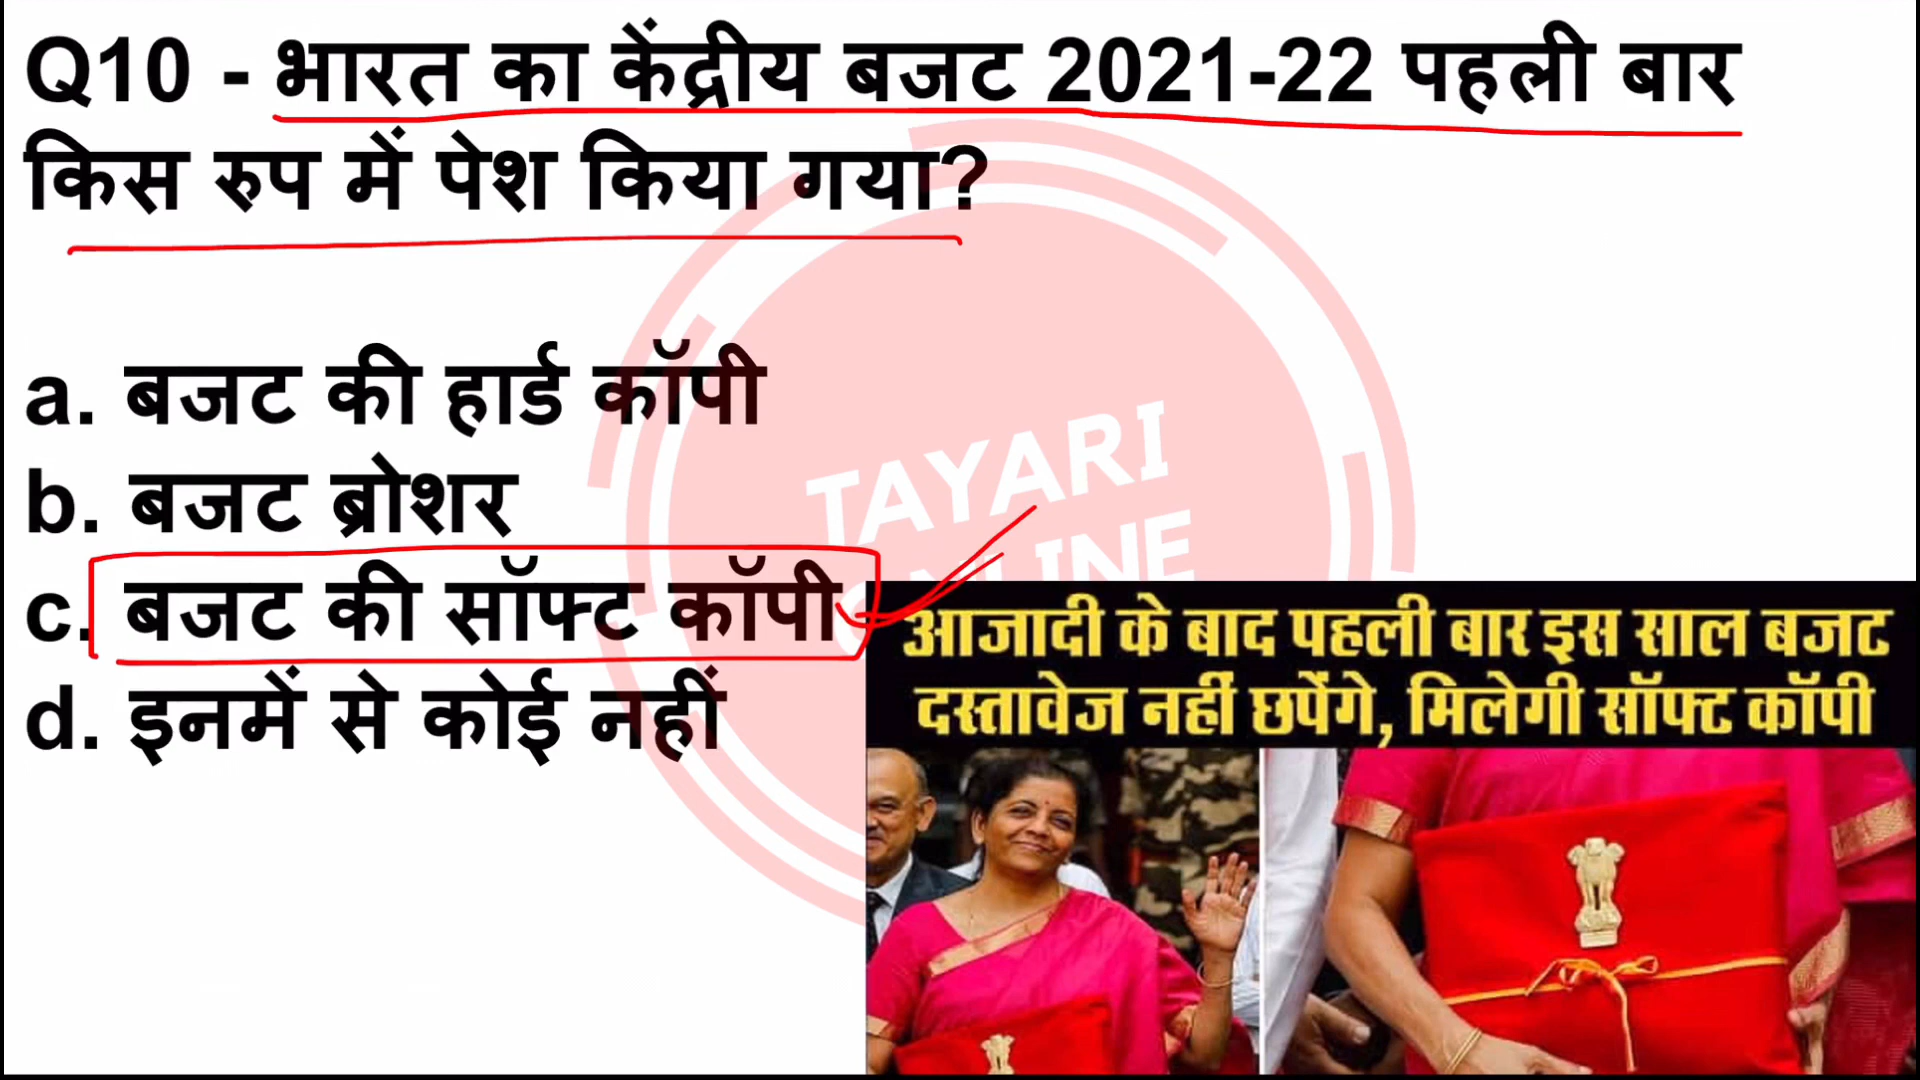 Q10 - भारत का केंद्रीय बजट 2021-22 पहली बार
किस रुप में पेश किया गया?
a. बजट की हार्ड कॉपी
b. बजट ब्रोशर
c. बजट की सॉफ्ट कॉपी
d. इनमें से कोई नहीं
TAYARI
ONLINE
आजादी के बाद पहली बार इस साल बजट
दस्तावेज नहीं छपेंगे, मिलेगी सॉफ्ट कॉपी